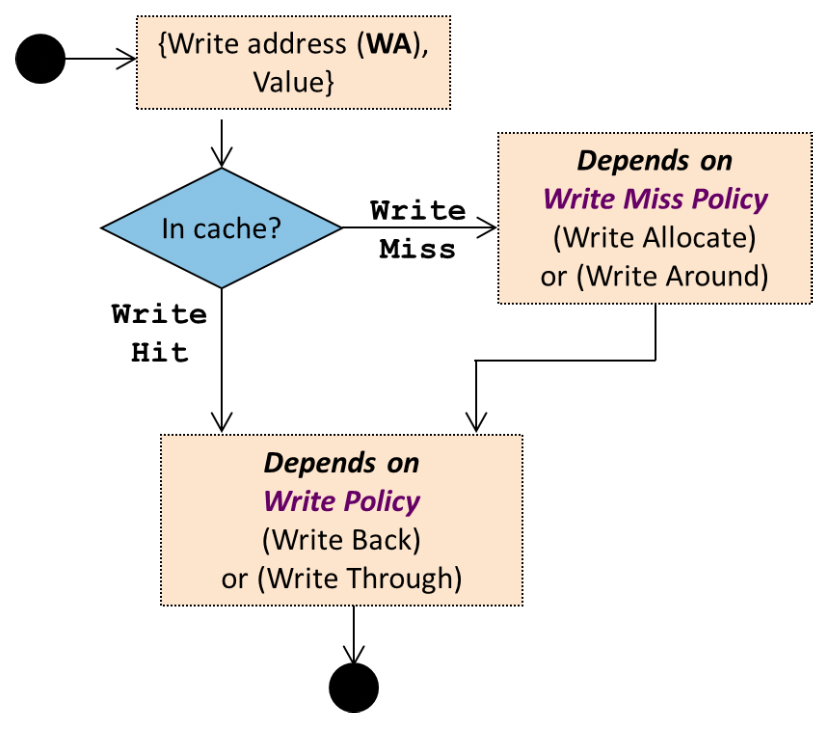 {Write address (WA),
Value}
In cache?
Write
Miss
Depends on
Write Miss Policy
(Write Allocate)
or (Write Around)
Write
Hit
Depends on
Write Policy
(Write Back)
or (Write Through)